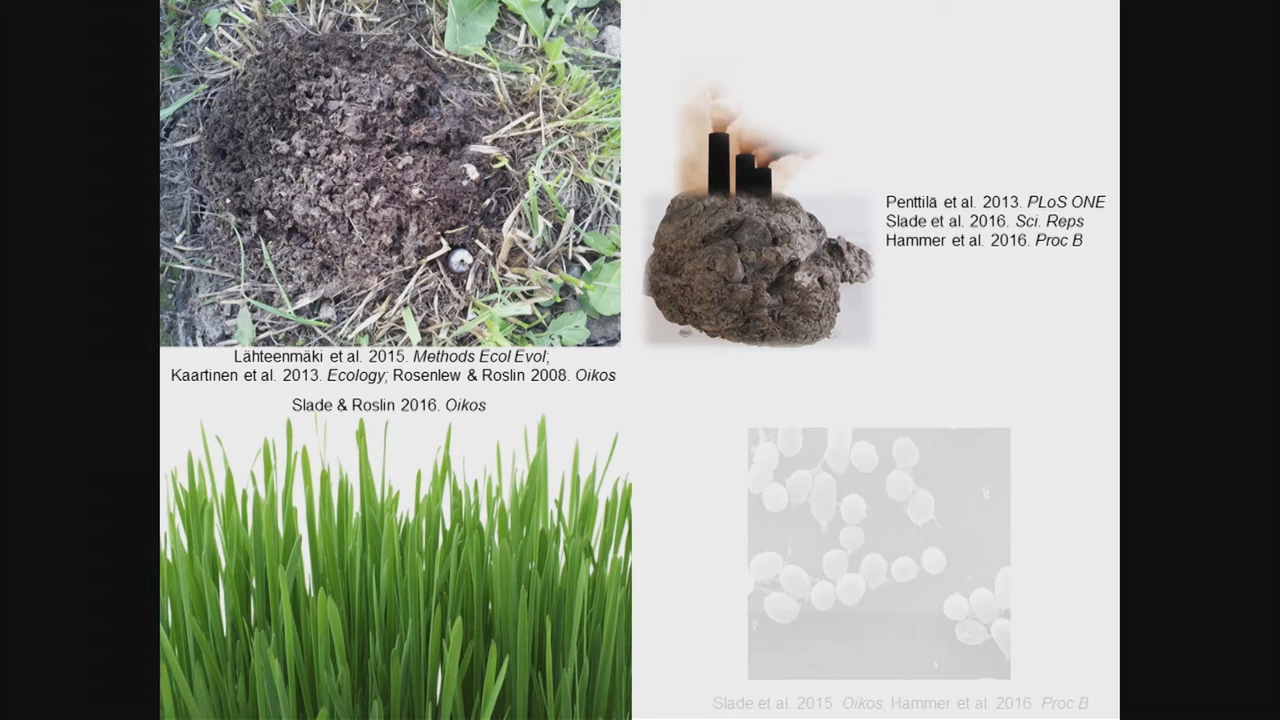 Penttilä et al. 2013. PLoS ONE
Slade et al. 2016. Sci. Reps
Hammer et al. 2016. Proc B
Lähteenmäki et al. 2015. Methods Ecol Evol;
Kaartinen et al. 2013. Ecology; Rosenlew & Roslin 2008. Oikos
Slade & Roslin 2016. Oikos
Slade et al. 2015. Oikos; Hammer et al. 2016. Proc B